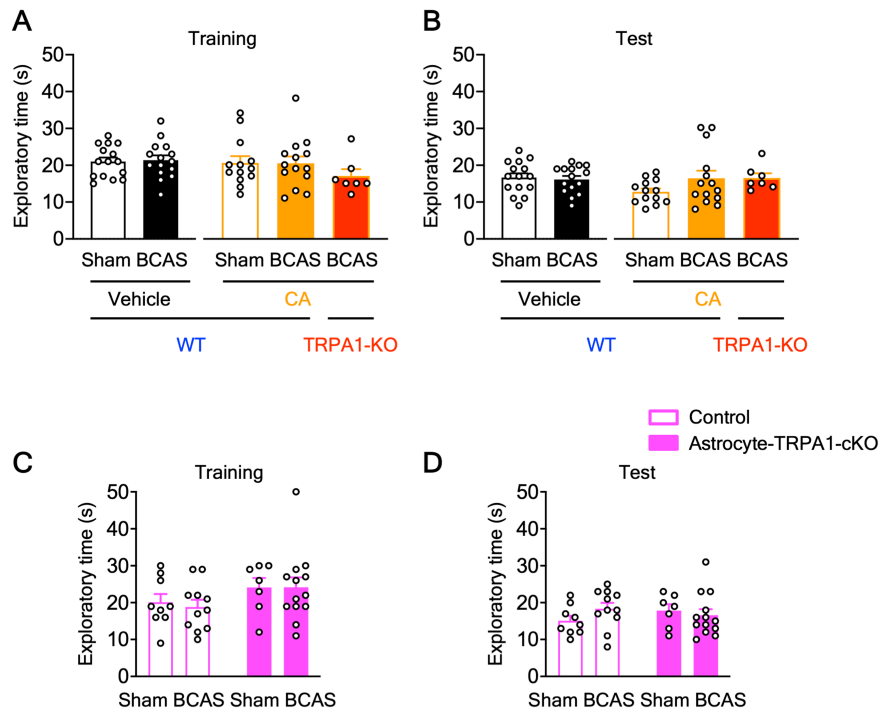 A
Training
Exploratory time (s)
50
40
30
20
10
0
Sham BCAS Sham BCAS BCAS
Vehicle CA
WT TRPA1-KO
B
Test
Exploratory time (s)
50
40
30
20
10
0
Sham BCAS Sham BCAS BCAS
Vehicle CA
WT TRPA1-KO
Control
Astrocyte-TRPA1-cKO
C
Training
Exploratory time (s)
50
40
30
20
10
0
Sham BCAS Sham BCAS
D
Test
Exploratory time (s)
50
40
30
20
10
0
Sham BCAS Sham BCAS